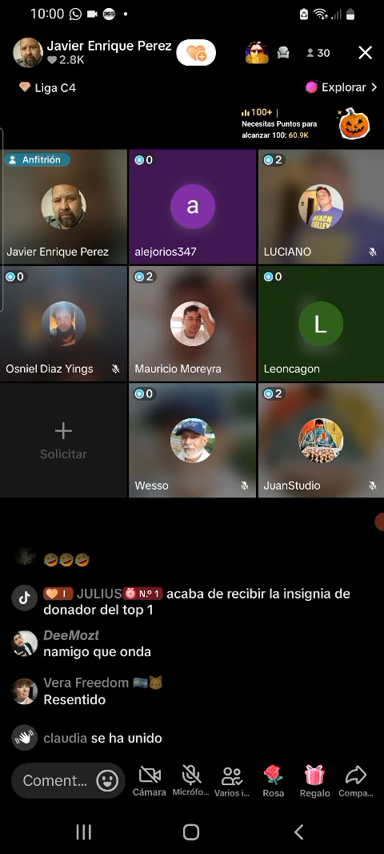 10:00
Javier Enrique Perez
2.8K
30
Liga C4
Explorar
100+
Necesitas Puntos para
alcanzar 100: 60.9K
Anfitrión
Javier Enrique Perez
0
alejorios347
2
LUCIANO
0
Osniel Diaz Yings
2
Mauricio Moreyra
0
L
Leoncagon
Solicitar
0
Wesso
2
JuanStudio
I JULIUS N.º 1 acaba de recibir la insignia de
donador del top 1
DeeMozt
namigo que onda
Vera Freedom
Resentido
claudia se ha unido
Coment...
Cámara
Micrófo...
Varios i...
Rosa
Regalo
Compa...